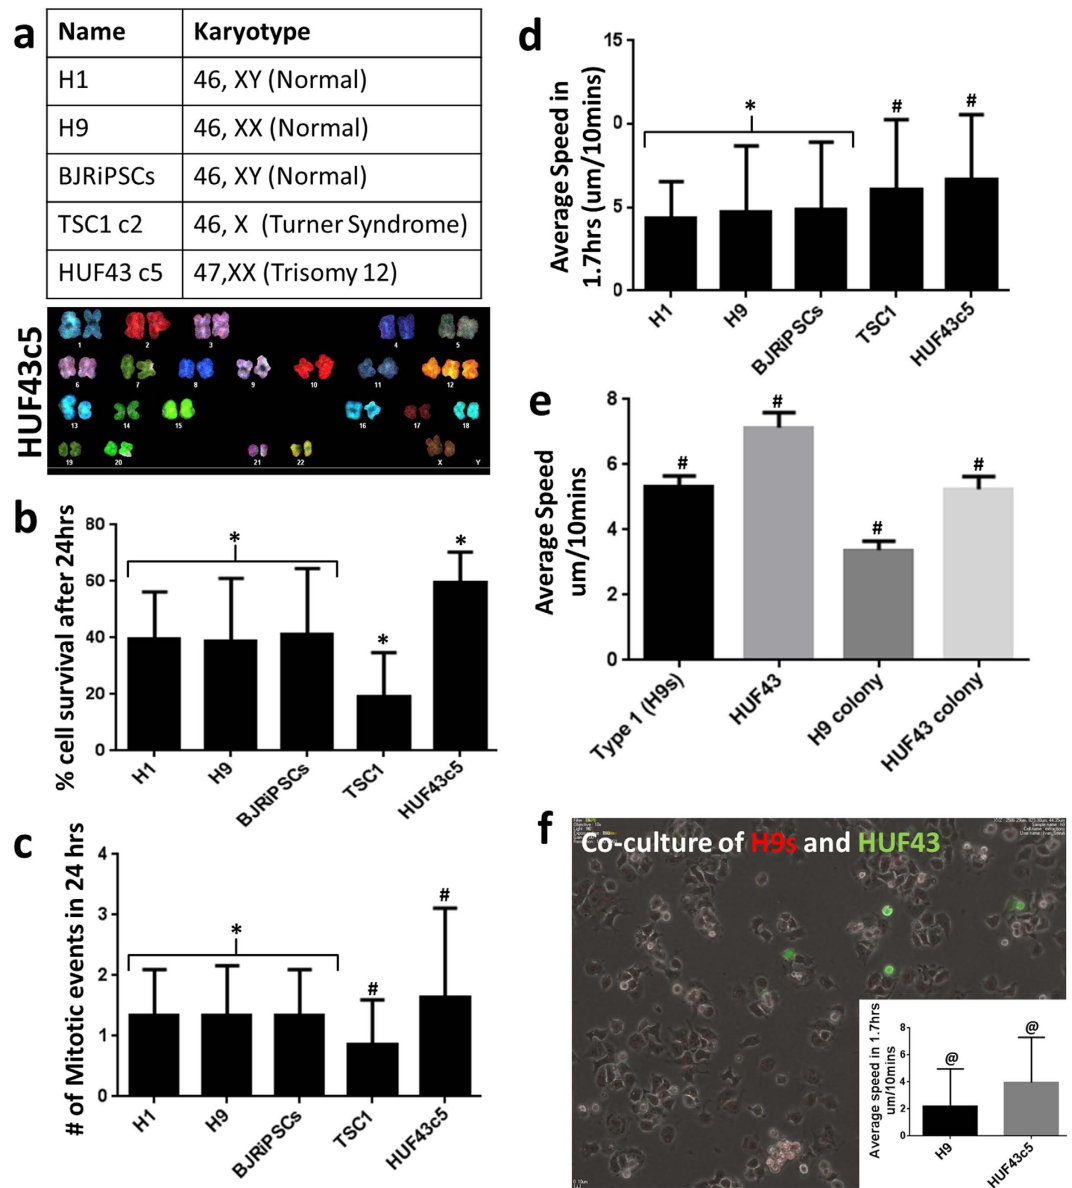 a
Name Karyotype
H1 46, XY (Normal)
H9 46, XX (Normal)
BJRiPSCs 46, XY (Normal)
TSC1 c2 46, X (Turner Syndrome)
HUF43 c5 47,XX (Trisomy 12)
HUF43c5
1 2 3 4 5
6 7 8 9 10 11 12
13 14 15 16 17 18
19 20 21 22 X Y
b
% cell survival after 24hrs
80
60
40
20
0
*
*
*
H1 H9 BJRiPSCs TSC1 HUF43c5
c
# of Mitotic events in 24 hrs
4
3
2
1
0
*
#
#
H1 H9 BJRiPSCs TSC1 HUF43c5
d
Average Speed in
1.7hrs (um/10mins)
15
0
5
0
*
#
#
H1 H9 BJRiPSCs TSC1 HUF43c5
e
Average Speed
um/10mins
8
6
4
2
0
#
#
#
#
Type 1 (H9s) HUF43 H9 colony HUF43 colony
f
Co-culture of H9s and HUF43
Average speed in 1.7hrs
um/10mins
8
6
4
2
0
@
@
H9 HUF43c5